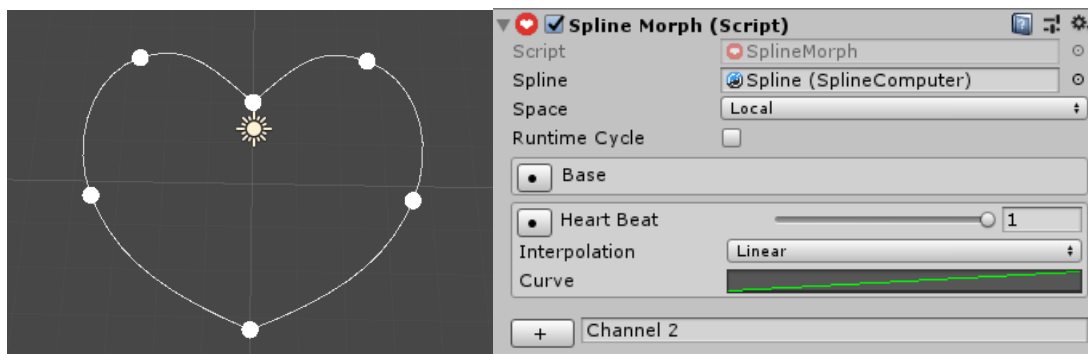 Spline Morph (Script)
Script SplineMorph
Spline Spline (SplineComputer)
Space Local
Runtime Cycle
Base
Heart Beat 1
Interpolation Linear
Curve
+ Channel 2